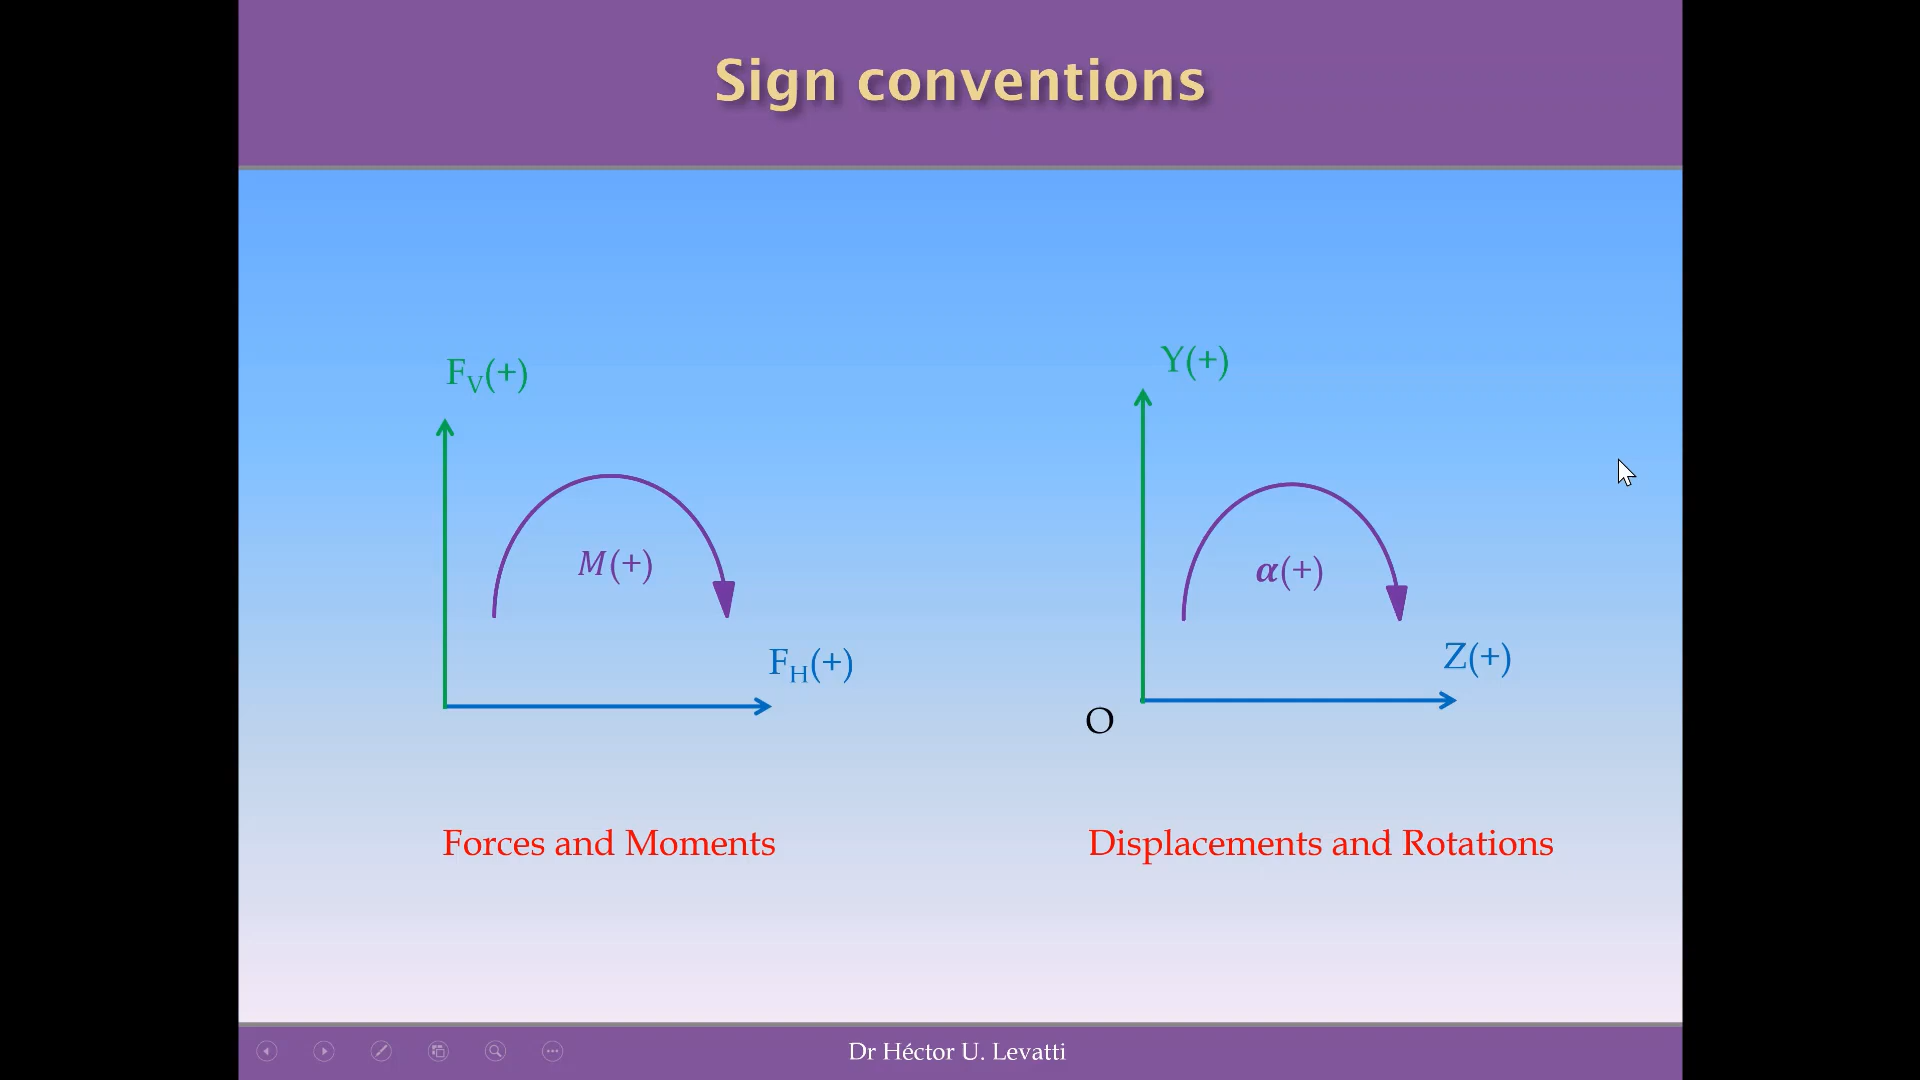 Sign conventions
F_V(+)
M(+)
F_H(+)
Forces and Moments
Y(+)
α(+)
Z(+)
O
Displacements and Rotations
Dr Héctor U. Levatti